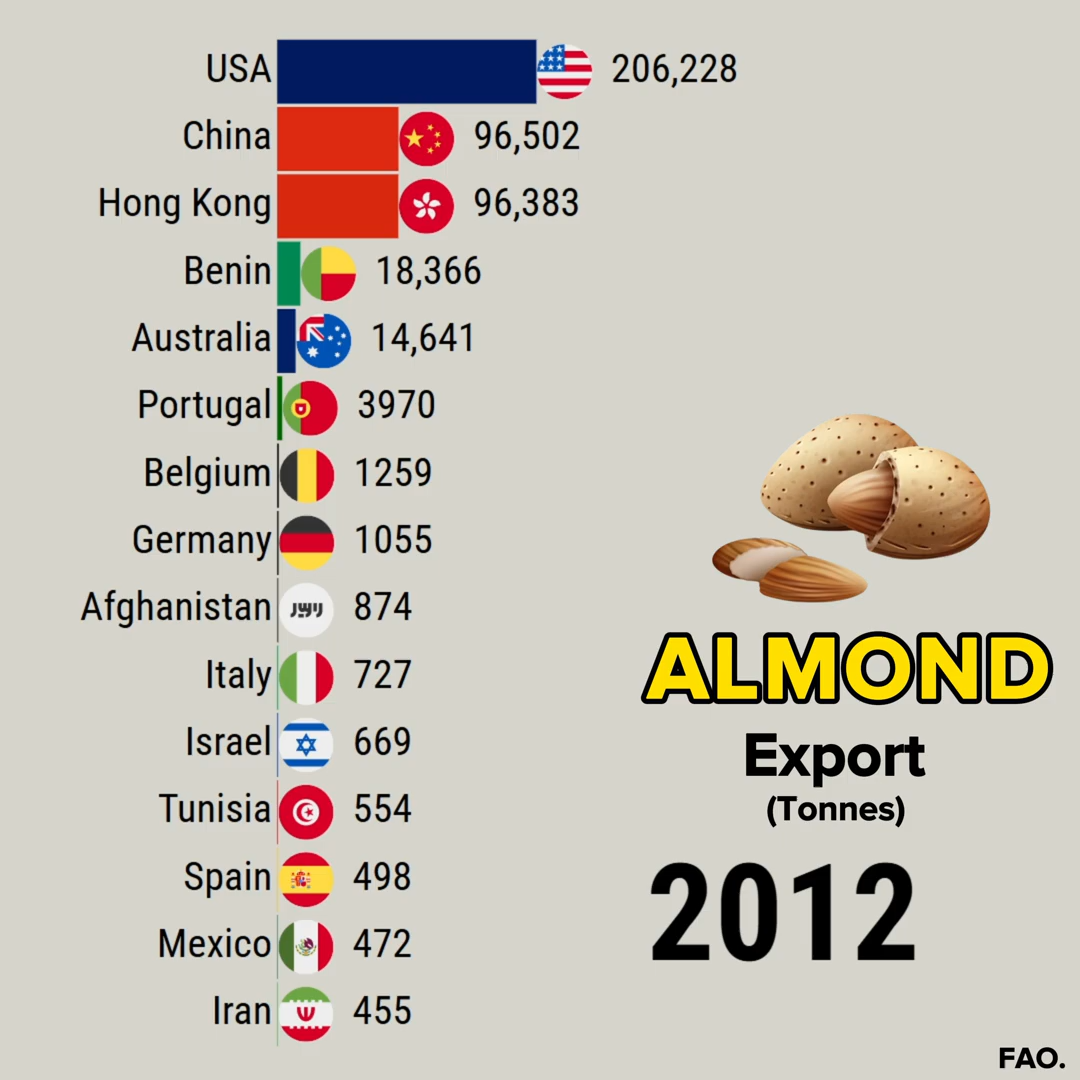 USA 206,228
China 96,502
Hong Kong 96,383
Benin 18,366
Australia 14,641
Portugal 3970
Belgium 1259
Germany 1055
Afghanistan 874
Italy 727
Israel 669
Tunisia 554
Spain 498
Mexico 472
Iran 455
ALMOND
Export
(Tonnes)
2012
FAO.